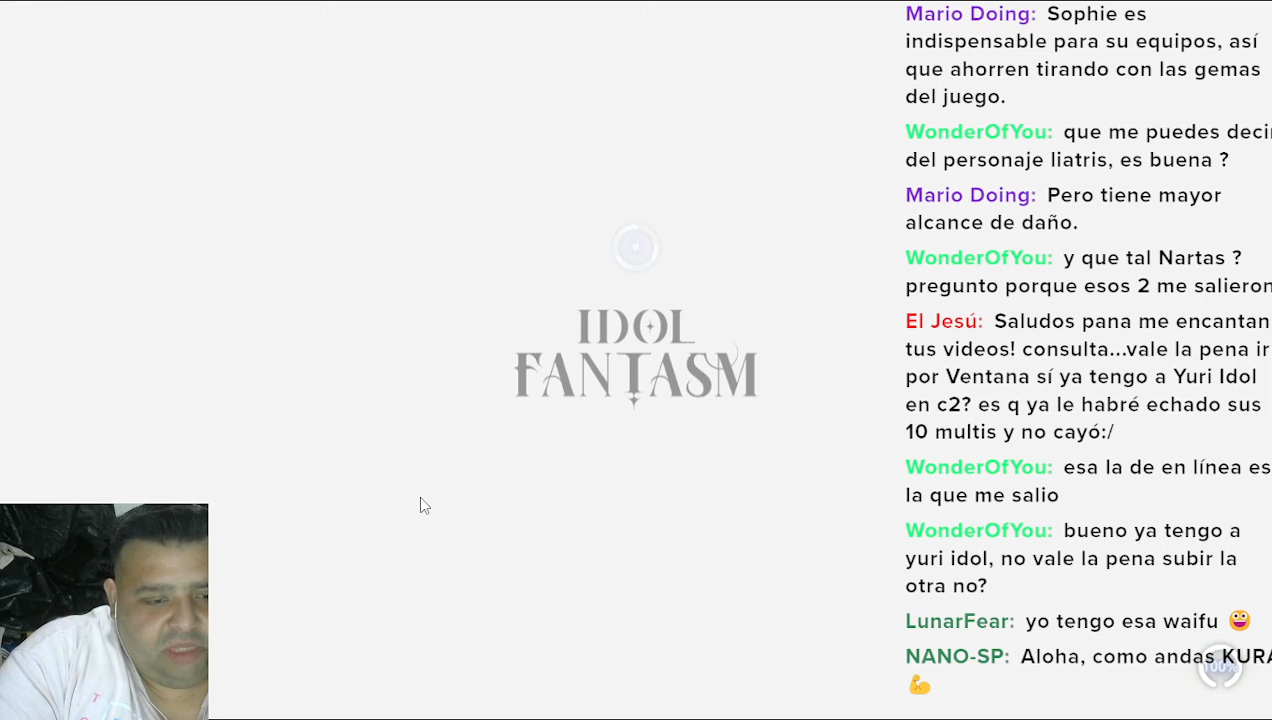 Mario Doing: Sophie es
indispensable para su equipos, así
que ahorren tirando con las gemas
del juego.
WonderOfYou: que me puedes deci
del personaje liatris, es buena ?
Mario Doing: Pero tiene mayor
alcance de daño.
WonderOfYou: y que tal Nartas ?
pregunto porque esos 2 me salieron
El Jesú: Saludos pana me encantan
tus videos! consulta...vale la pena ir
por Ventana sí ya tengo a Yuri Idol
en c2? es q ya le habré echado sus
10 multis y no cayó:/
WonderOfYou: esa la de en línea es
la que me salio
WonderOfYou: bueno ya tengo a
yuri idol, no vale la pena subir la
otra no?
LunarFear: yo tengo esa waifu 😀
NANO-SP: Aloha, como andas KURA
💪
100%
IDOL
FANTASM